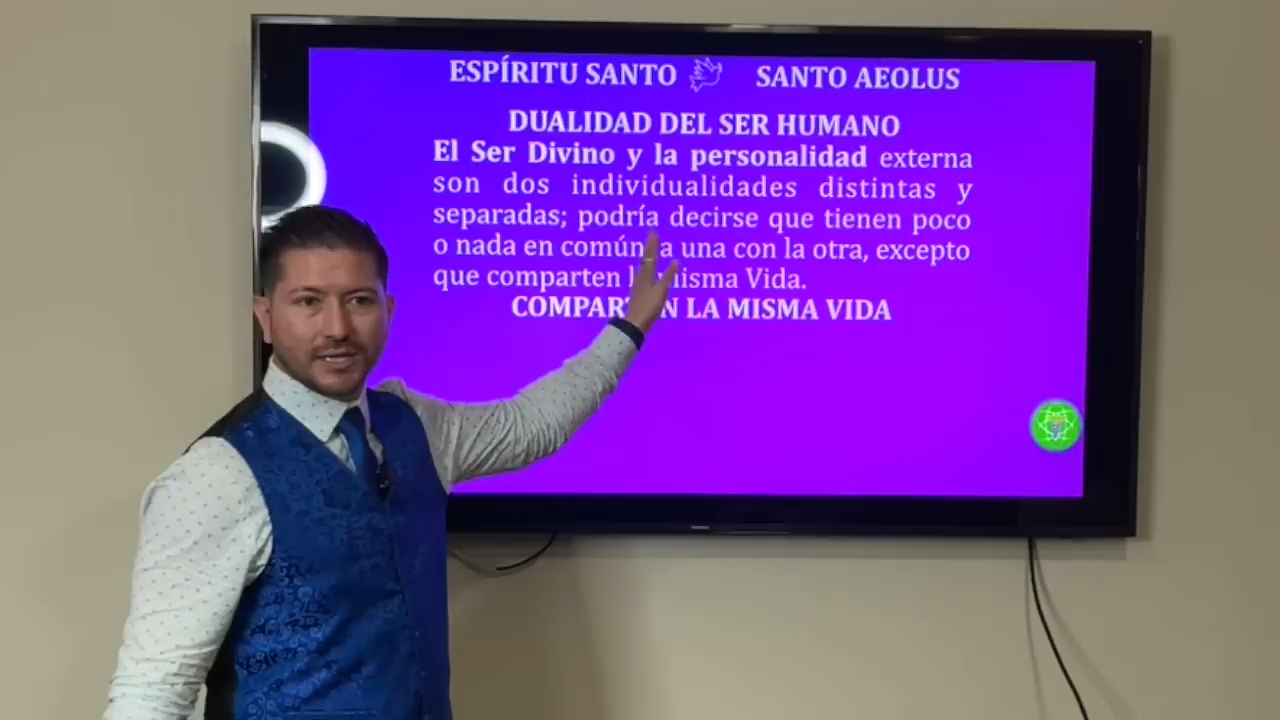 ESPÍRITU SANTO SANTO AEOLUS
DUALIDAD DEL SER HUMANO
El Ser Divino y la personalidad externa
son dos individualidades distintas y
separadas; podría decirse que tienen poco
o nada en común a una con la otra, excepto
que comparten misma Vida.
LA MISMA VIDA